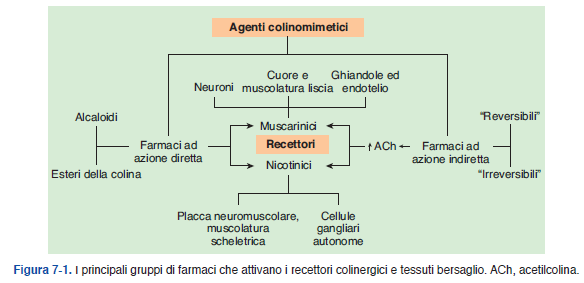 Agenti colinomimetici
Neuroni
Cuore e
muscolatura liscia
Ghiandole ed
endotelio
Alcaloidi
Esteri della colina
Farmaci ad
azione diretta
Muscarinici
Recettori
Nicotinici
↑ ACh
Farmaci ad
azione indiretta
“Reversibili”
“Irreversibili”
Placca neuromuscolare,
muscolatura
scheletrica
Cellule
gangliari
autonome
Figura 7-1. I principali gruppi di farmaci che attivano i recettori colinergici e tessuti bersaglio. ACh, acetilcolina.